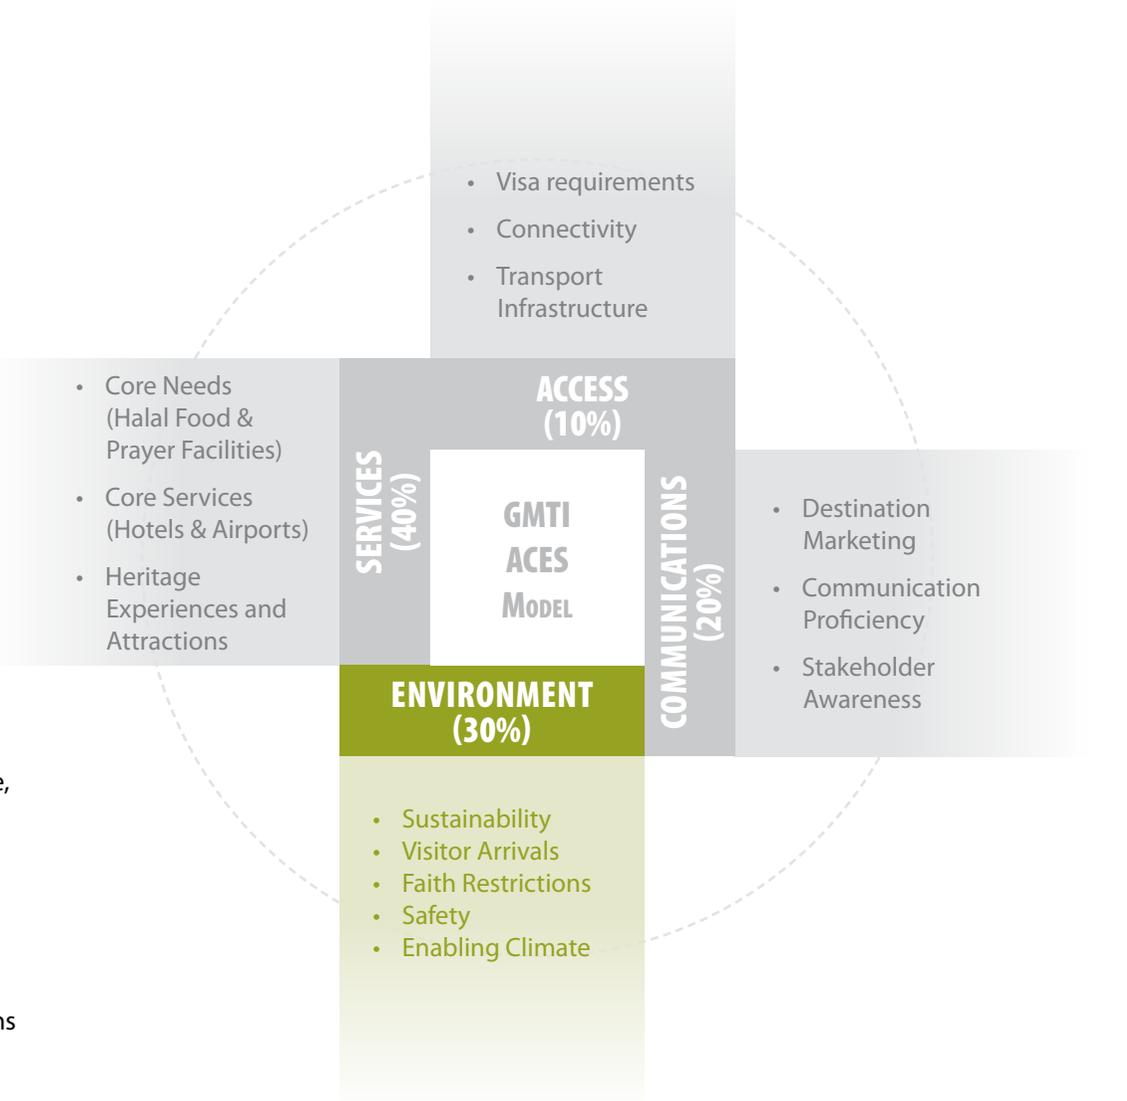 • Visa requirements
• Connectivity
• Transport
Infrastructure
• Core Needs
(Halal Food &
Prayer Facilities)
• Core Services
(Hotels & Airports)
• Heritage
Experiences and
Attractions
ACCESS
(10%)
SERVICES
(40%)
GMTI
ACES
MODEL
COMMUNICATIONS
(20%)
• Destination
Marketing
• Communication
Proficiency
• Stakeholder
Awareness
ENVIRONMENT
(30%)
• Sustainability
• Visitor Arrivals
• Faith Restrictions
• Safety
• Enabling Climate